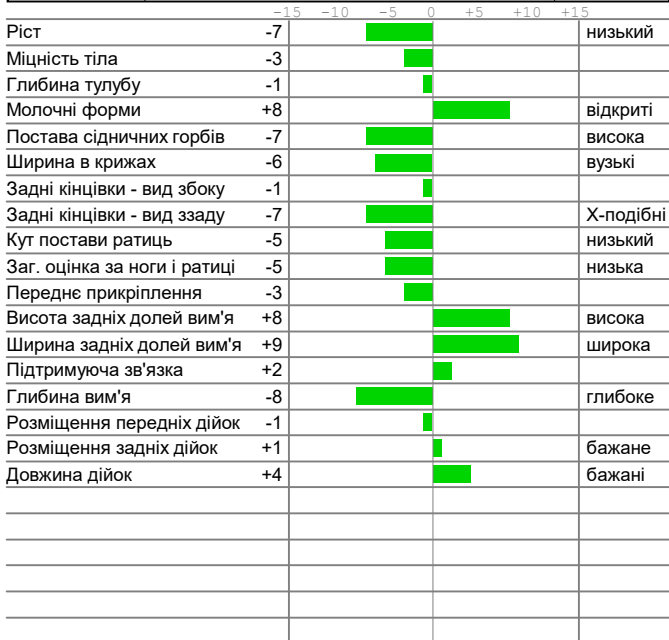 -15 -10 -5 0 +5 +10 +15
Ріст -7 низький
Міцність тіла -3
Глибина тулубу -1
Молочні форми +8 відкриті
Постава сідничних горбів -7 висока
Ширина в крижах -6 вузькі
Задні кінцівки - вид збоку -1
Задні кінцівки - вид ззаду -7 Х-подібні
Кут постави ратиць -5 низький
Заг. оцінка за ноги і ратиці -5 низька
Переднє прикріплення -3
Висота задніх долей вим'я +8 висока
Ширина задніх долей вим'я +9 широка
Підтримуюча зв'язка +2
Глибина вим'я -8 глибоке
Розміщення передніх дійок -1
Розміщення задніх дійок +1 бажане
Довжина дійок +4 бажані